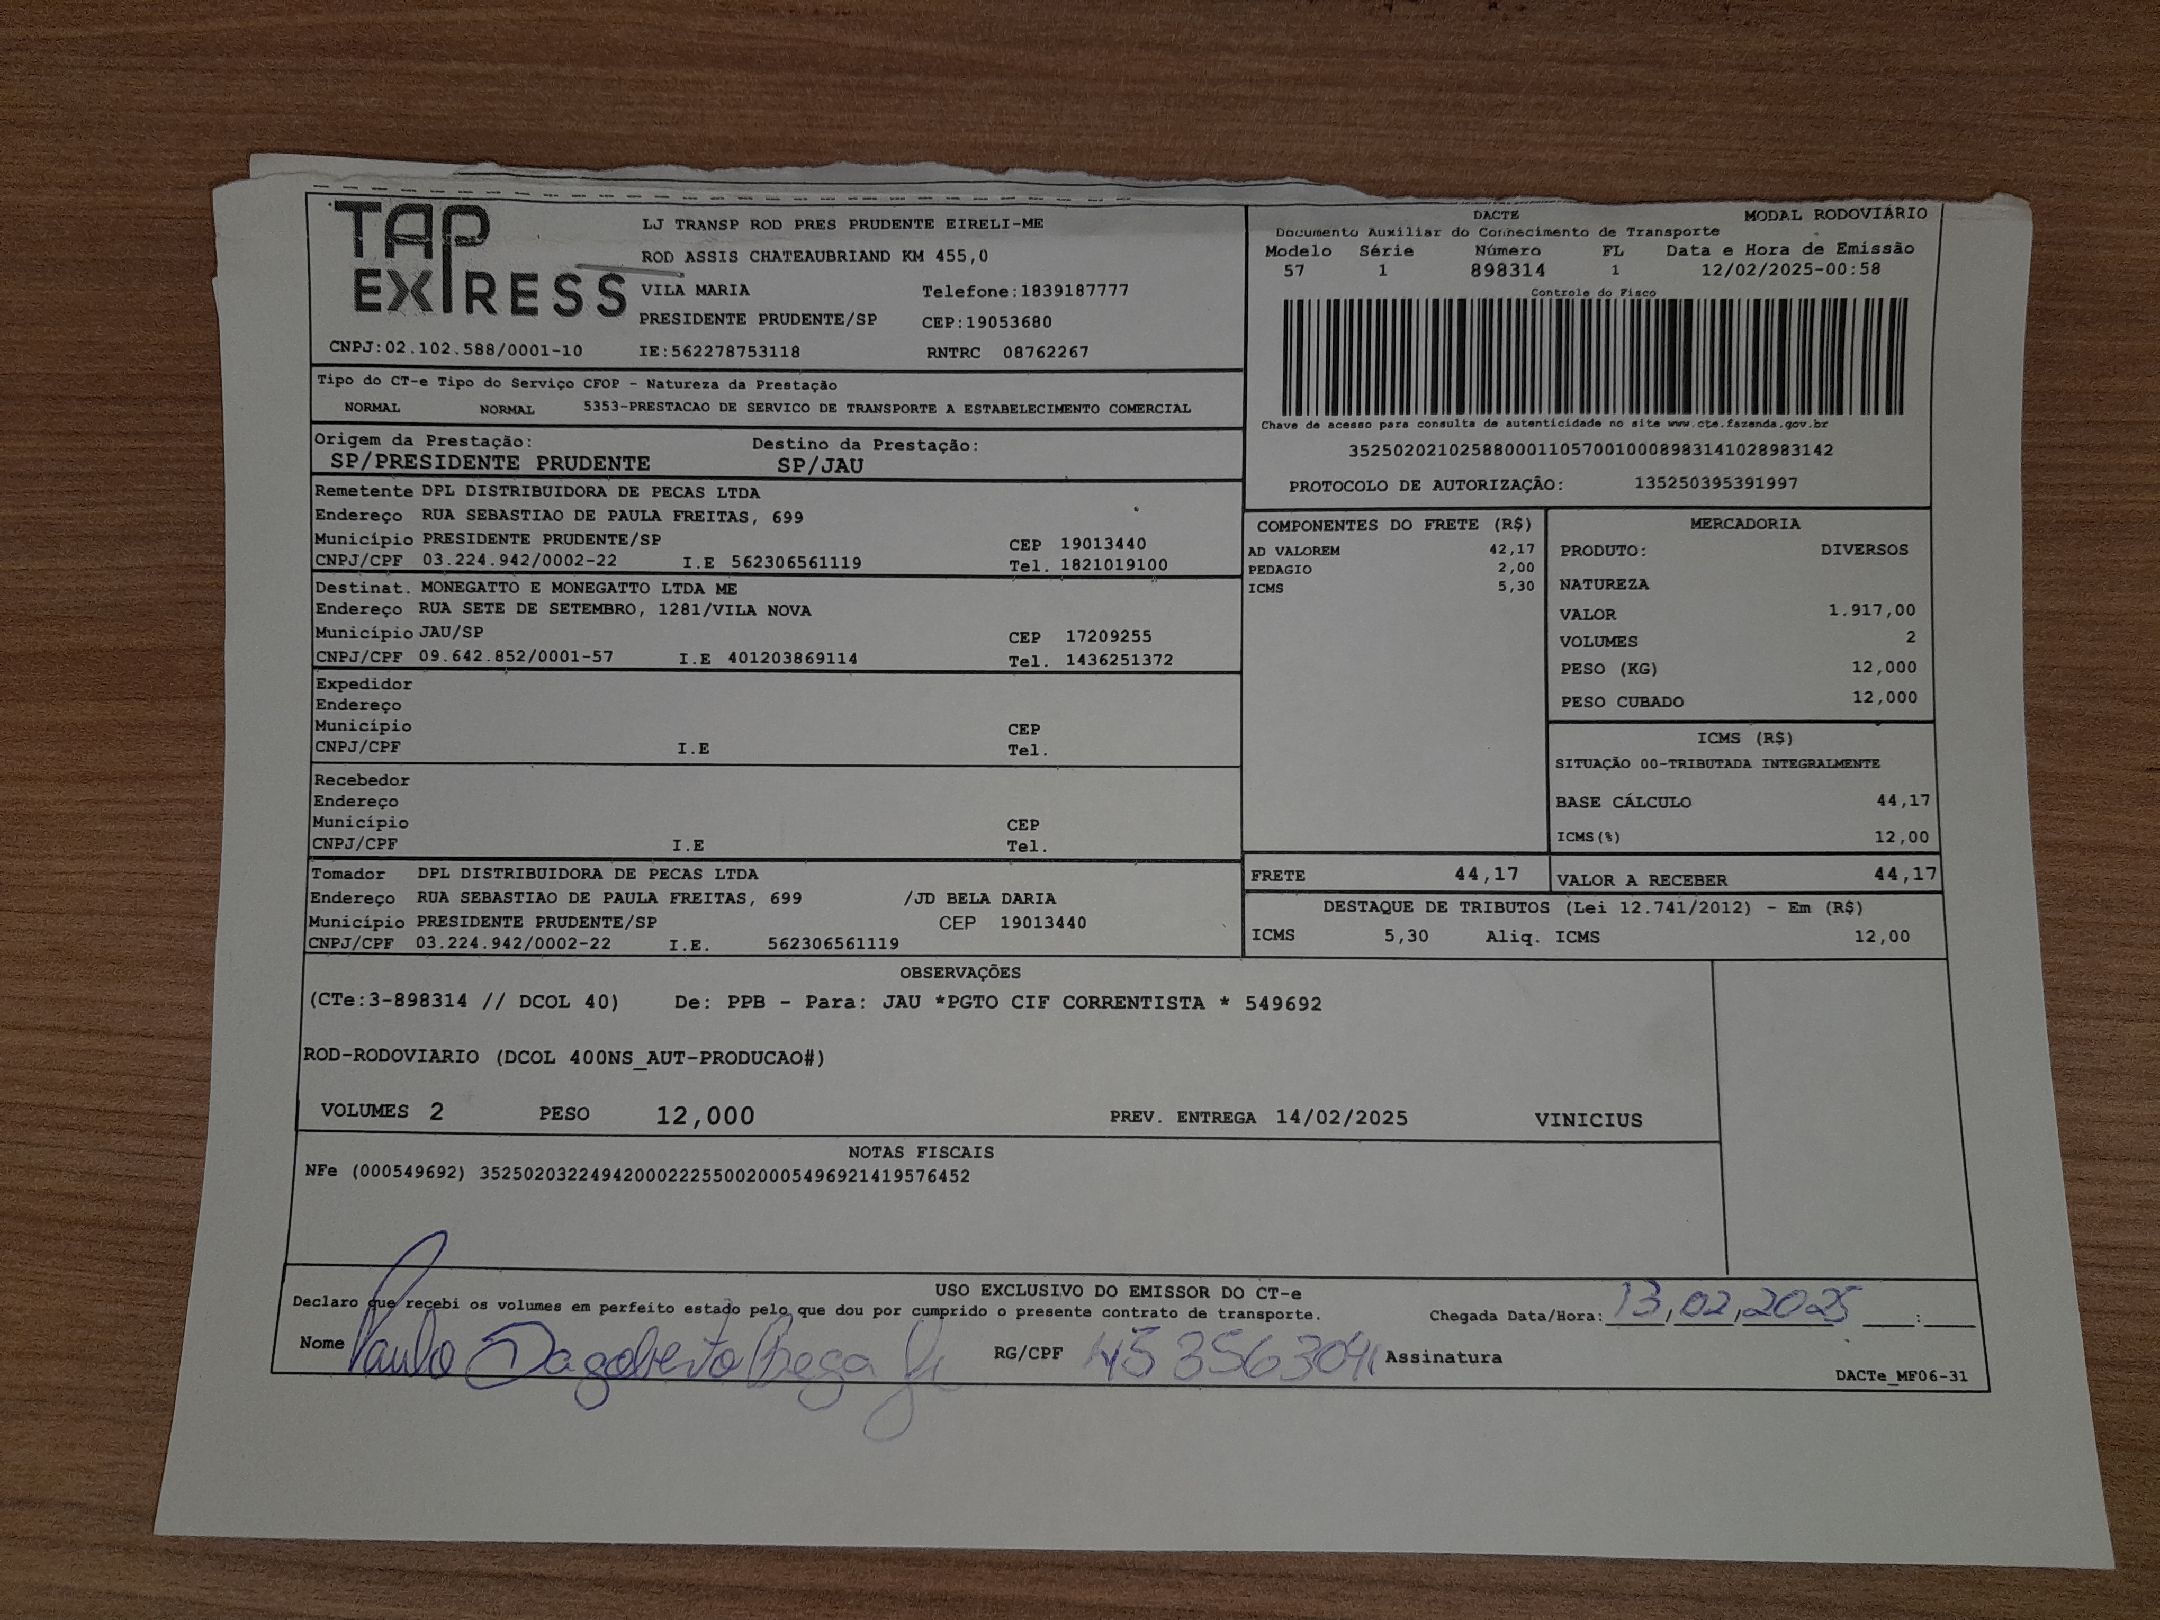 TAP
EXPRESS
LJ TRANSP ROD PRES PRUDENTE EIRELI-ME
ROD ASSIS CHATEAUBRIAND KM 455,0
VILA MARIA Telefone:1839187777
PRESIDENTE PRUDENTE/SP CEP:19053680
CNPJ:02.102.588/0001-10 IE:562278753118 RNTRC 08762267
DACTE MODAL RODOVIÁRIO
Documento Auxiliar do Conhecimento de Transporte
Modelo Série Número FL Data e Hora de Emissão
57 1 898314 1 12/02/2025-00:58
Controle do Fisco
Chave de acesso para consulta de autenticidade no site www.cte.fazenda.gov.br
35250202102588000110570010008983141028983142
PROTOCOLO DE AUTORIZAÇÃO: 135250395391997
Tipo do CT-e Tipo do Serviço CFOP - Natureza da Prestação
NORMAL NORMAL 5353-PRESTACAO DE SERVICO DE TRANSPORTE A ESTABELECIMENTO COMERCIAL
Origem da Prestação: Destino da Prestação:
SP/PRESIDENTE PRUDENTE SP/JAU
Remetente DPL DISTRIBUIDORA DE PECAS LTDA
Endereço RUA SEBASTIAO DE PAULA FREITAS, 699
Município PRESIDENTE PRUDENTE/SP CEP 19013440
CNPJ/CPF 03.224.942/0002-22 I.E 562306561119 Tel. 1821019100
Destinat. MONEGATTO E MONEGATTO LTDA ME
Endereço RUA SETE DE SETEMBRO, 1281/VILA NOVA
Município JAU/SP CEP 17209255
CNPJ/CPF 09.642.852/0001-57 I.E 401203869114 Tel. 1436251372
Expedidor
Endereço
Município CEP
CNPJ/CPF I.E Tel.
Recebedor
Endereço
Município CEP
CNPJ/CPF I.E Tel.
Tomador DPL DISTRIBUIDORA DE PECAS LTDA
Endereço RUA SEBASTIAO DE PAULA FREITAS, 699 /JD BELA DARIA
Município PRESIDENTE PRUDENTE/SP CEP 19013440
CNPJ/CPF 03.224.942/0002-22 I.E. 562306561119
COMPONENTES DO FRETE (R$)
AD VALOREM 42,17
PEDAGIO 2,00
ICMS 5,30
MERCADORIA
PRODUTO: DIVERSOS
NATUREZA
VALOR 1.917,00
VOLUMES 2
PESO (KG) 12,000
PESO CUBADO 12,000
ICMS (R$)
SITUAÇÃO 00-TRIBUTADA INTEGRALMENTE
BASE CÁLCULO 44,17
ICMS(%) 12,00
FRETE 44,17 VALOR A RECEBER 44,17
DESTAQUE DE TRIBUTOS (Lei 12.741/2012) - Em (R$)
ICMS 5,30 Aliq. ICMS 12,00
OBSERVAÇÕES
(CTe:3-898314 // DCOL 40) De: PPB - Para: JAU *PGTO CIF CORRENTISTA * 549692
ROD-RODOVIARIO (DCOL 400NS_AUT-PRODUCAO#)
VOLUMES 2 PESO 12,000 PREV. ENTREGA 14/02/2025 VINICIUS
NOTAS FISCAIS
NFe (000549692) 35250203224942000222550020005496921419576452
USO EXCLUSIVO DO EMISSOR DO CT-e
Declaro que recebi os volumes em perfeito estado pelo que dou por cumprido o presente contrato de transporte. Chegada Data/Hora: 13,02,2025 :
Nome Paulo Dagoberto RG/CPF Assinatura
DACTe_MF06-31